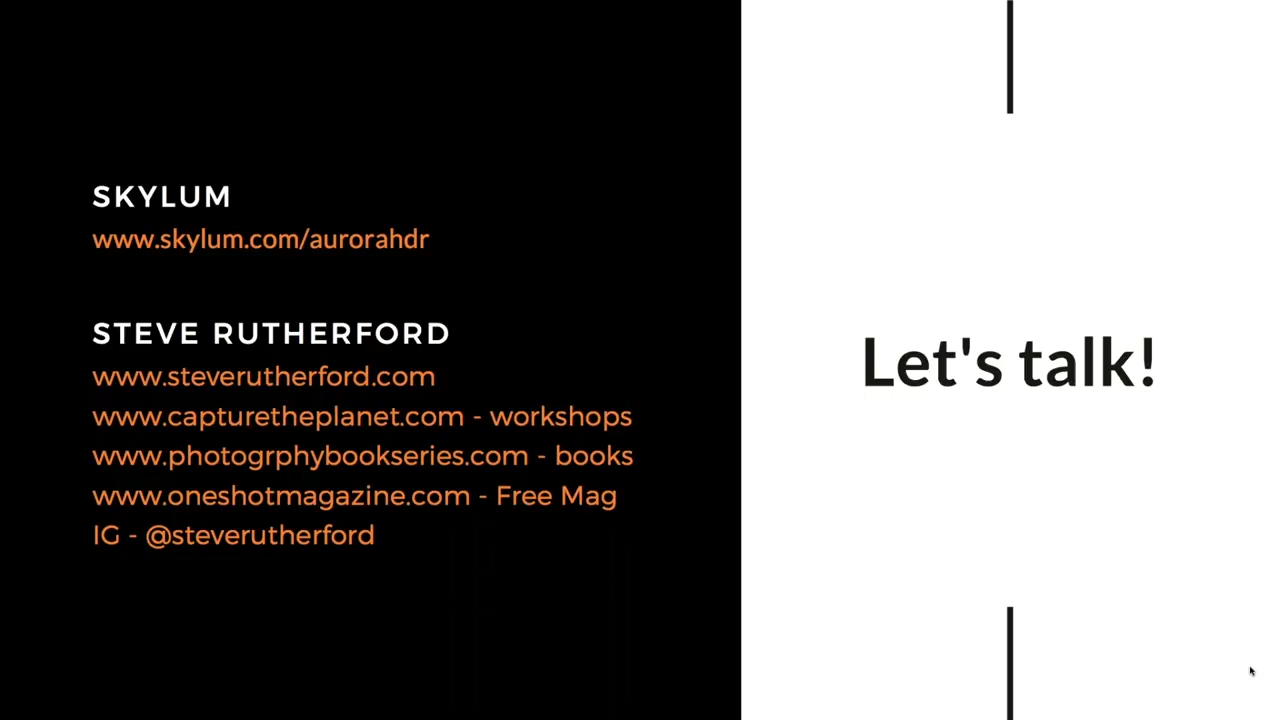 SKYLUM
www.skylum.com/aurorahdr
STEVE RUTHERFORD
www.steverutherford.com
www.capturetheplanet.com - workshops
www.photogrphybookseries.com - books
www.oneshotmagazine.com - Free Mag
IG - @steverutherford
Let's talk!